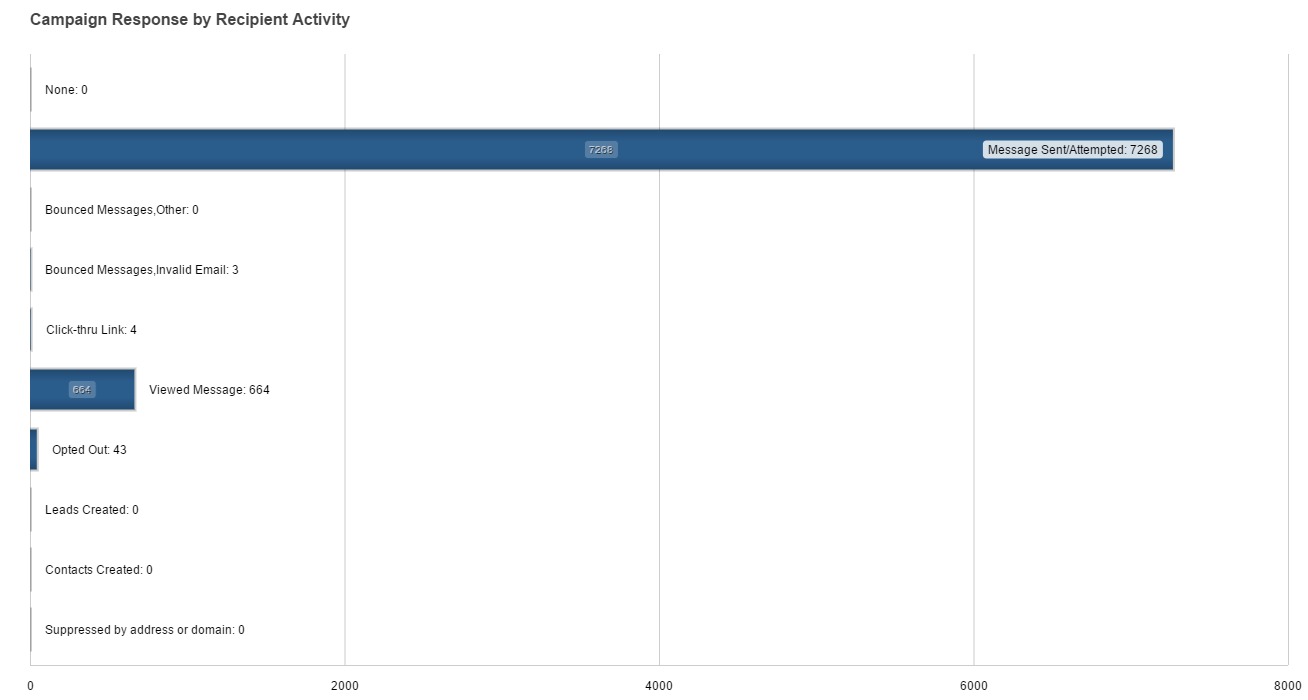 Campaign Response by Recipient Activity
None: 0
7268 Message Sent/Attempted: 7268
Bounced Messages,Other: 0
Bounced Messages,Invalid Email: 3
Click-thru Link: 4
664 Viewed Message: 664
Opted Out: 43
Leads Created: 0
Contacts Created: 0
Suppressed by address or domain: 0
0 2000 4000 6000 8000